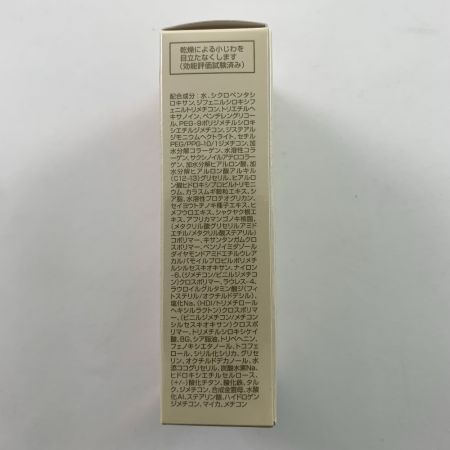 乾燥による小じわを
目立たなくします
(効能評価試験済み)
配合成分:水、シクロペンタシ
ロキサン、ジフェニルシロキシフ
ェニルトリメチコン、トリエチルヘ
キサノイン、ペンチレングリコー
ル、PEG-9ポリジメチルシロキ
シエチルジメチコン、ジステアル
ジモニウムヘクトライト、セチル
PEG/PPG-10/1ジメチコン、加
水分解コラーゲン、水溶性コラ
ーゲン、サクシノイルアテロコラー
ゲン、加水分解ヒアルロン酸、加
水分解ヒアルロン酸アルキル
(C12-13)グリセリル、ヒアルロ
ン酸ヒドロキシプロピルトリモニ
ウム、カラスムギ穀粒エキス、シ
ア脂、水溶性プロテオグリカン、
セイヨウトチノキ種子エキス、ヒ
メフウロエキス、シャクヤク根エ
キス、アフリカマンゴノキ核脂、
(メタクリル酸グリセリルアミド
エチル/メタクリル酸ステアリル)
コポリマー、キサンタンガムクロ
スポリマー、ベンゾイミダゾール
ダイヤモンドアミドエチルウレア
カルバモイルプロピルポリメチ
ルシルセスキオキサン、ナイロン
-6、(ジメチコン/ビニルジメチコ
ン)クロスポリマー、ラウレス-4、
ラウロイルグルタミン酸ジ(フィ
トステリル/オクチルドデシル)、
塩化Na、(HDI/トリメチロール
ヘキシルラクトン)クロスポリマ
ー、(ビニルジメチコン/メチコン
シルセスキオキサン)クロスポリ
マー、トリメチルシロキシケイ
酸、BG、シア脂油、トリベヘニン、
フェノキシエタノール、トコフェ
ロール、シリル化シリカ、グリセ
リン、オクチルドデカノール、水
添ココグリセリル、炭酸水素Na、
ヒドロキシエチルセルロース、
(+/-)酸化チタン、酸化鉄、タル
ク、ジメチコン、合成金雲母、水酸
化Al、ステアリン酸、ハイドロゲン
ジメチコン、マイカ、メチコン